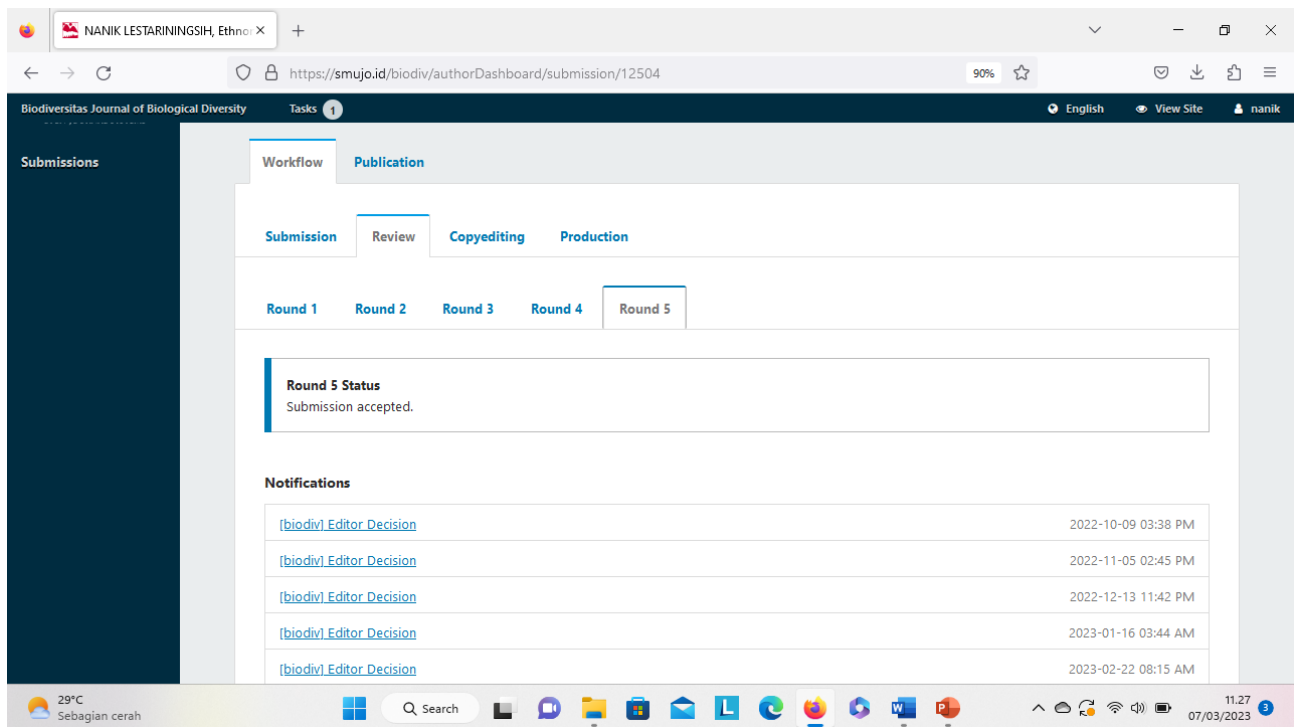 NANIK LESTARININGSIH, Ethno
https://smujo.id/biodiv/authorDashboard/submission/12504
90%
Biodiversitas Journal of Biological Diversity Tasks 1 English View Site nanik
Submissions
Workflow Publication
Submission Review Copyediting Production
Round 1 Round 2 Round 3 Round 4 Round 5
Round 5 Status
Submission accepted.
Notifications
[biodiv] Editor Decision 2022-10-09 03:38 PM
[biodiv] Editor Decision 2022-11-05 02:45 PM
[biodiv] Editor Decision 2022-12-13 11:42 PM
[biodiv] Editor Decision 2023-01-16 03:44 AM
[biodiv] Editor Decision 2023-02-22 08:15 AM
29°C
Sebagian cerah
Search
11.27
07/03/2023
3